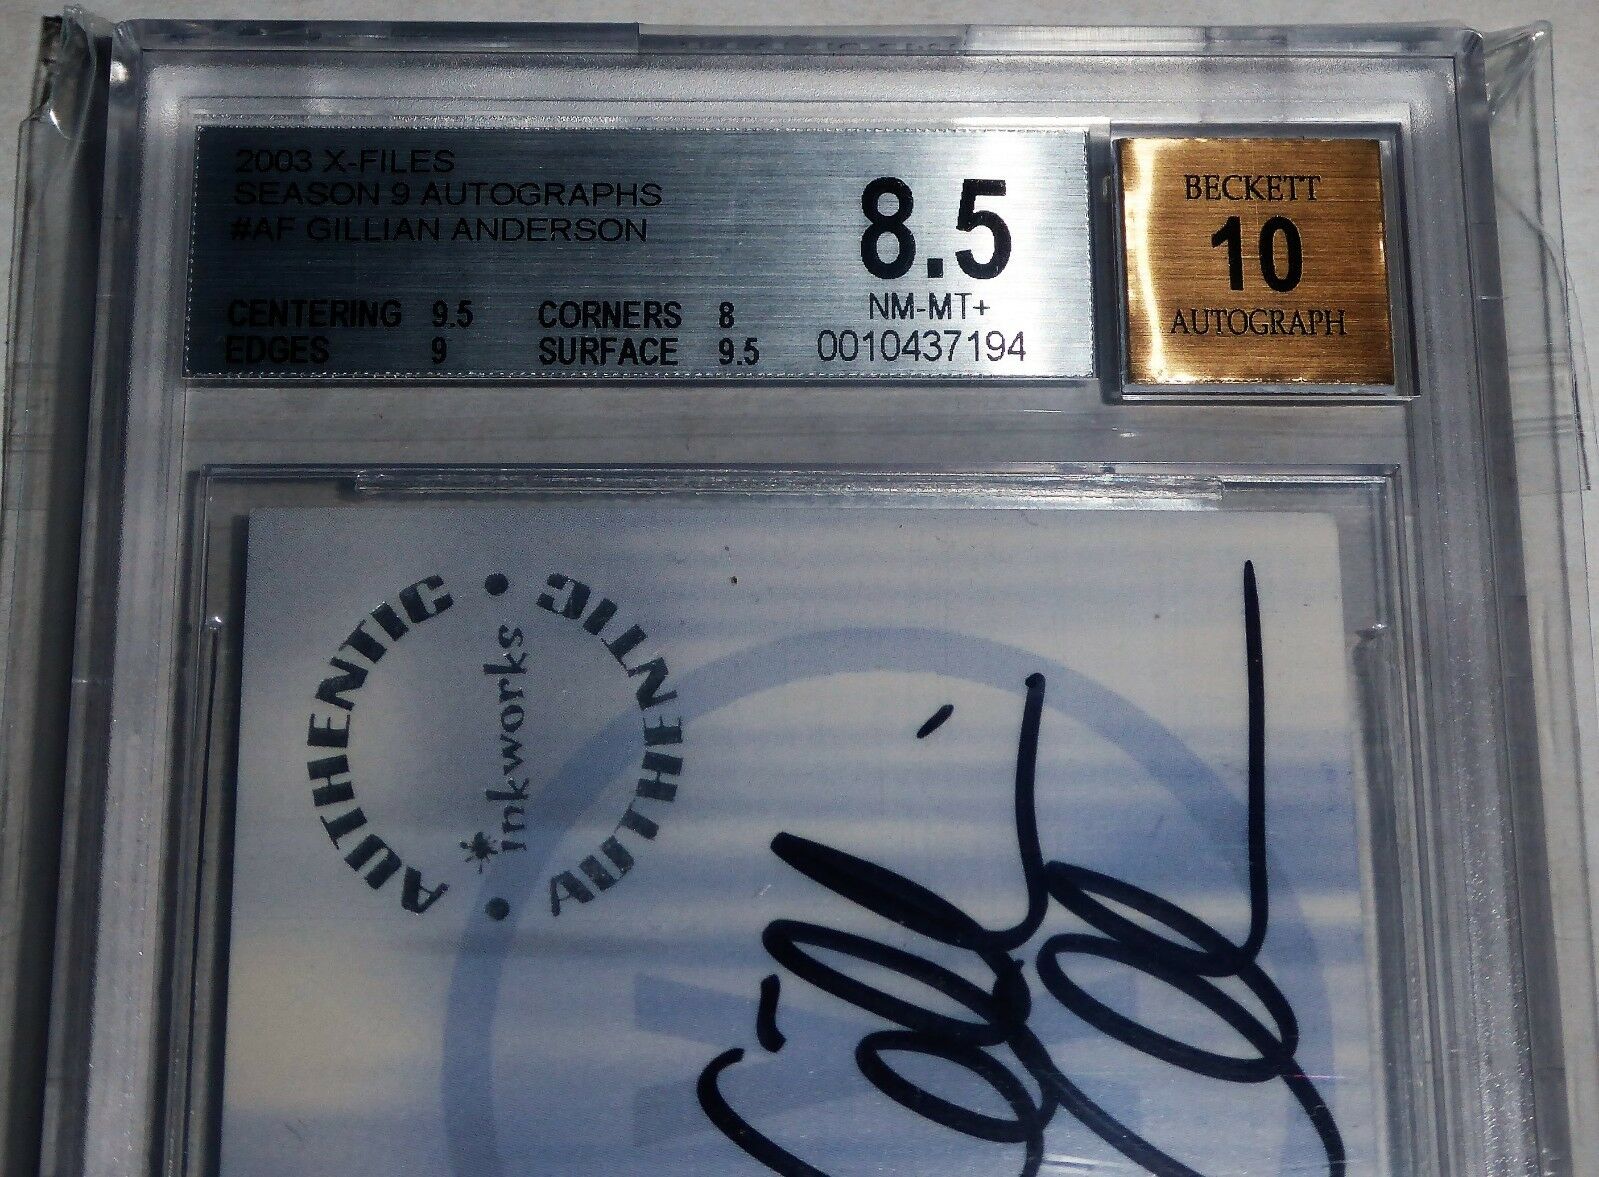 2003 X-FILES
SEASON 9 AUTOGRAPHS
#AF GILLIAN ANDERSON
CENTERING 9.5 CORNERS 8
EDGES 9 SURFACE 9.5
8.5
NM-MT+
0010437194
BECKETT
10
AUTOGRAPH
AUTHENTIC • AUTHENTIC •
inkworks